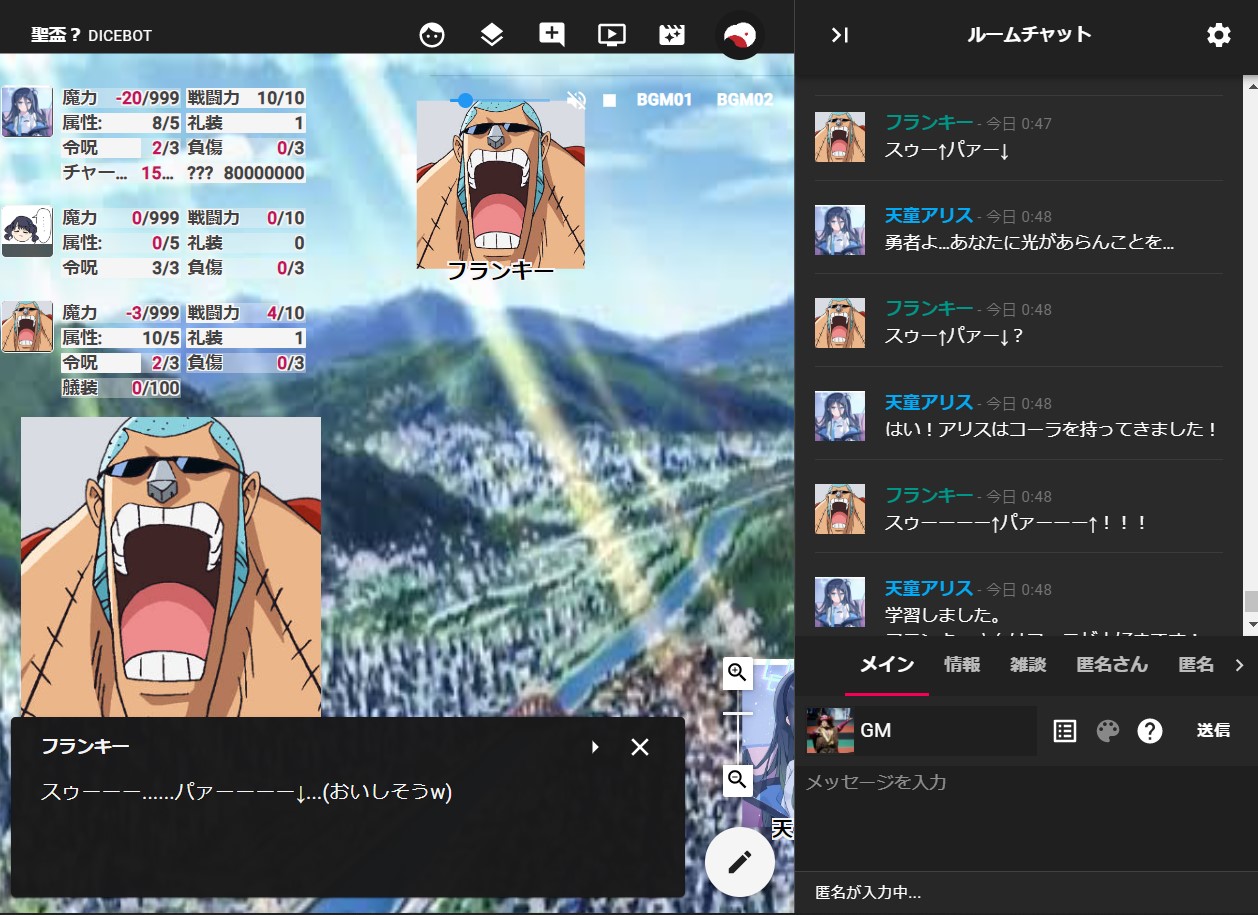 聖盃？ DICEBOT
BGM01 BGM02
魔力 -20/999 戦闘力 10/10
属性: 8/5 礼装 1
令呪 2/3 負傷 0/3
チャー... 15... ??? 80000000
魔力 0/999 戦闘力 0/10
属性: 0/5 礼装 0
令呪 3/3 負傷 0/3
魔力 -3/999 戦闘力 4/10
属性: 10/5 礼装 1
令呪 2/3 負傷 0/3
艤装 0/100
フランキー
天
フランキー
スゥーーー......パァーーーー↓...(おいしそうw)
ルームチャット
フランキー - 今日 0:47
スゥー↑パァー↓
天童アリス - 今日 0:48
勇者よ...あなたに光があらんことを...
フランキー - 今日 0:48
スゥー↑パァー↓？
天童アリス - 今日 0:48
はい！アリスはコーラを持ってきました！
フランキー - 今日 0:48
スゥーーーー↑パァーーー↑！！！
天童アリス - 今日 0:48
学習しました。
メイン 情報 雑談 匿名さん 匿名
GM 送信
メッセージを入力
匿名が入力中...